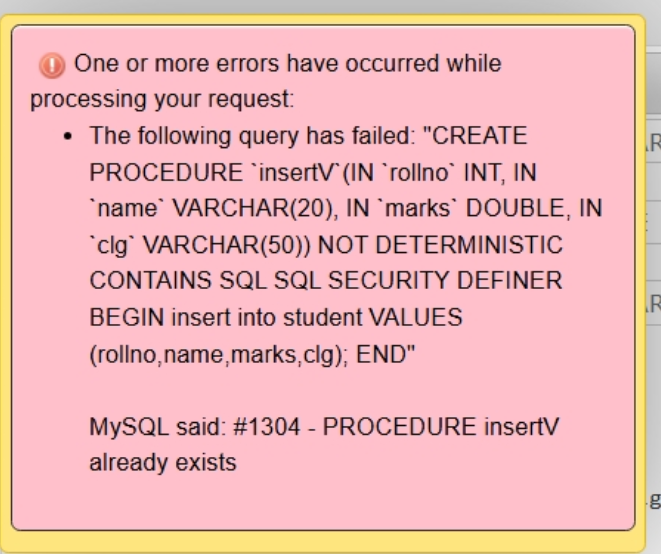 One or more errors have occurred while
processing your request:
• The following query has failed: "CREATE
PROCEDURE `insertV`(IN `rollno` INT, IN
`name` VARCHAR(20), IN `marks` DOUBLE, IN
`clg` VARCHAR(50)) NOT DETERMINISTIC
CONTAINS SQL SQL SECURITY DEFINER
BEGIN insert into student VALUES
(rollno,name,marks,clg); END"
MySQL said: #1304 - PROCEDURE insertV
already exists